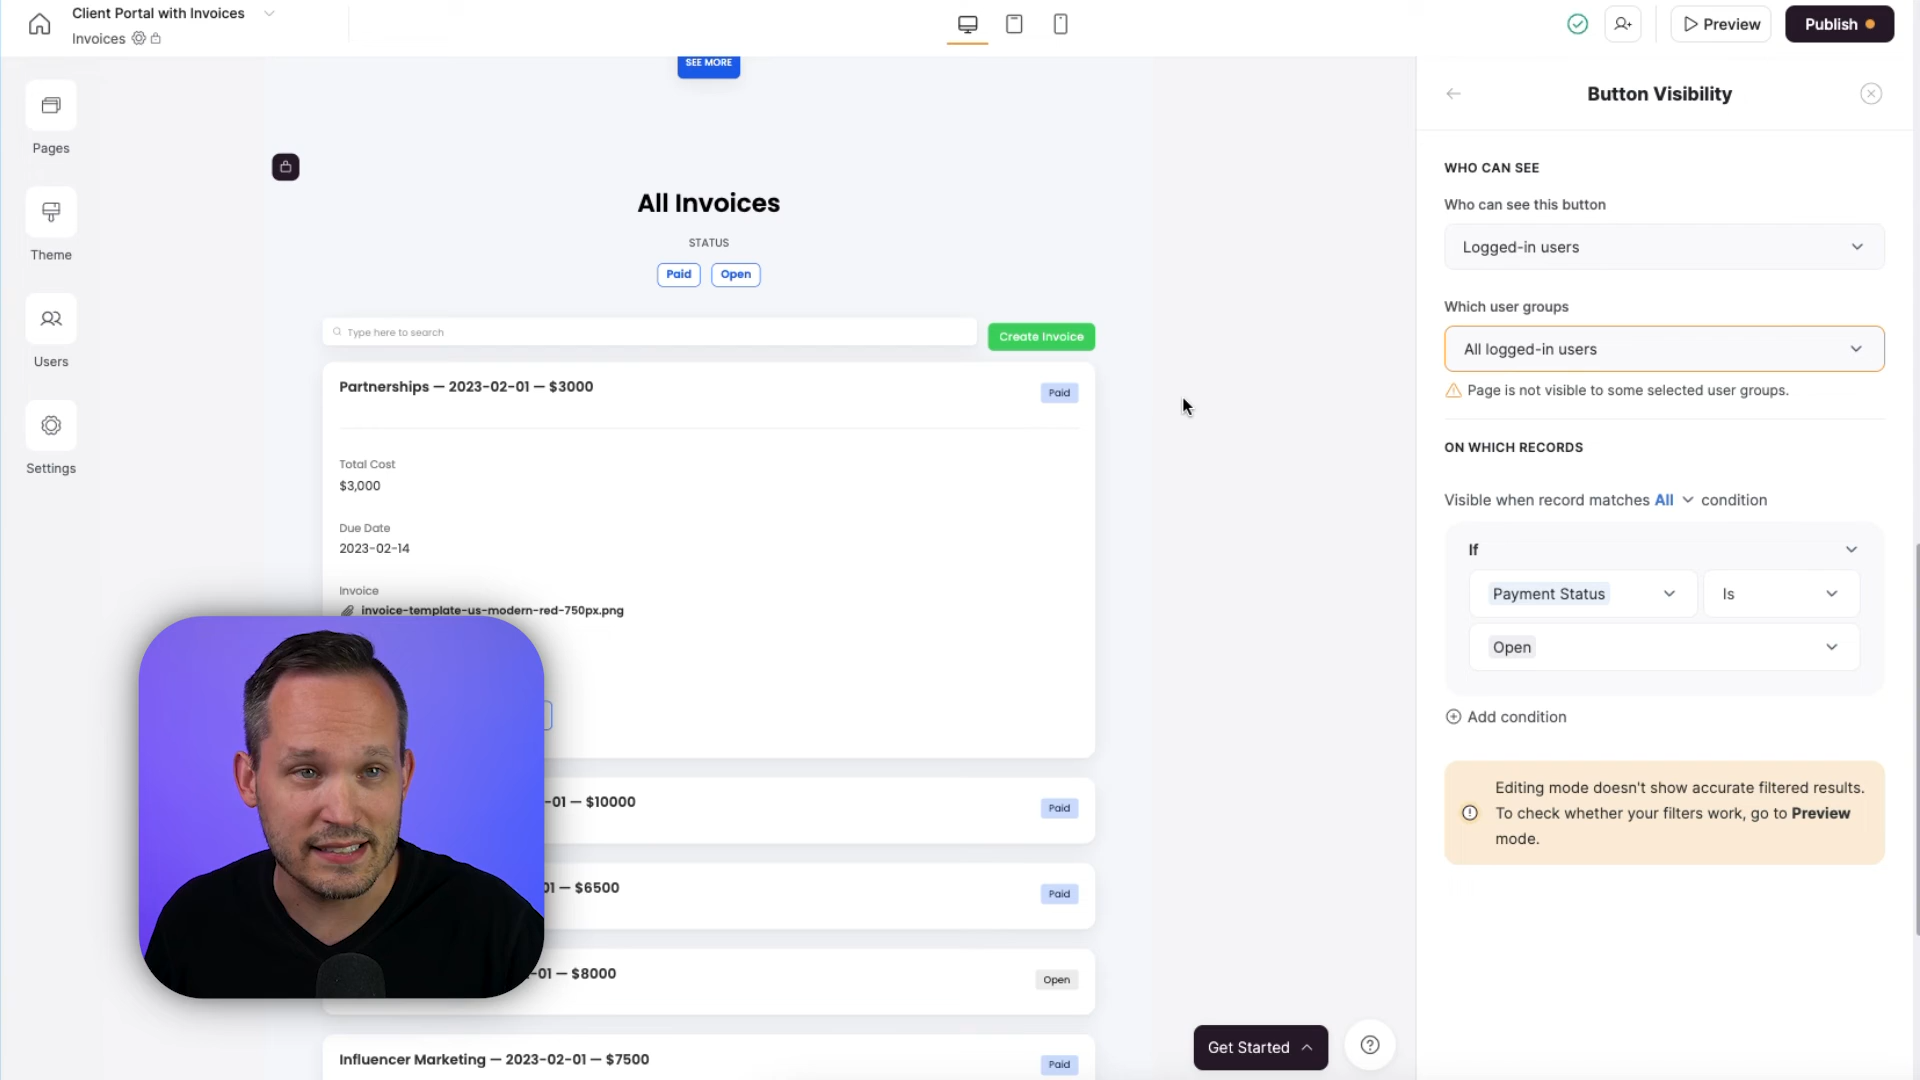 Client Portal with Invoices
Invoices
Preview
Publish
Pages
Theme
Users
Settings
SEE MORE
All Invoices
STATUS
Paid
Open
Type here to search
Create Invoice
Partnerships — 2023-02-01 — $3000
Paid
Total Cost
$3,000
Due Date
2023-02-14
Invoice
invoice-template-us-modern-red-750px.png
-01 — $10000
Paid
01 — $6500
Paid
-01 — $8000
Open
Influencer Marketing — 2023-02-01 — $7500
Paid
Get Started
Button Visibility
WHO CAN SEE
Who can see this button
Logged-in users
Which user groups
All logged-in users
Page is not visible to some selected user groups.
ON WHICH RECORDS
Visible when record matches All condition
If
Payment Status
Is
Open
Add condition
Editing mode doesn't show accurate filtered results.
To check whether your filters work, go to Preview
mode.